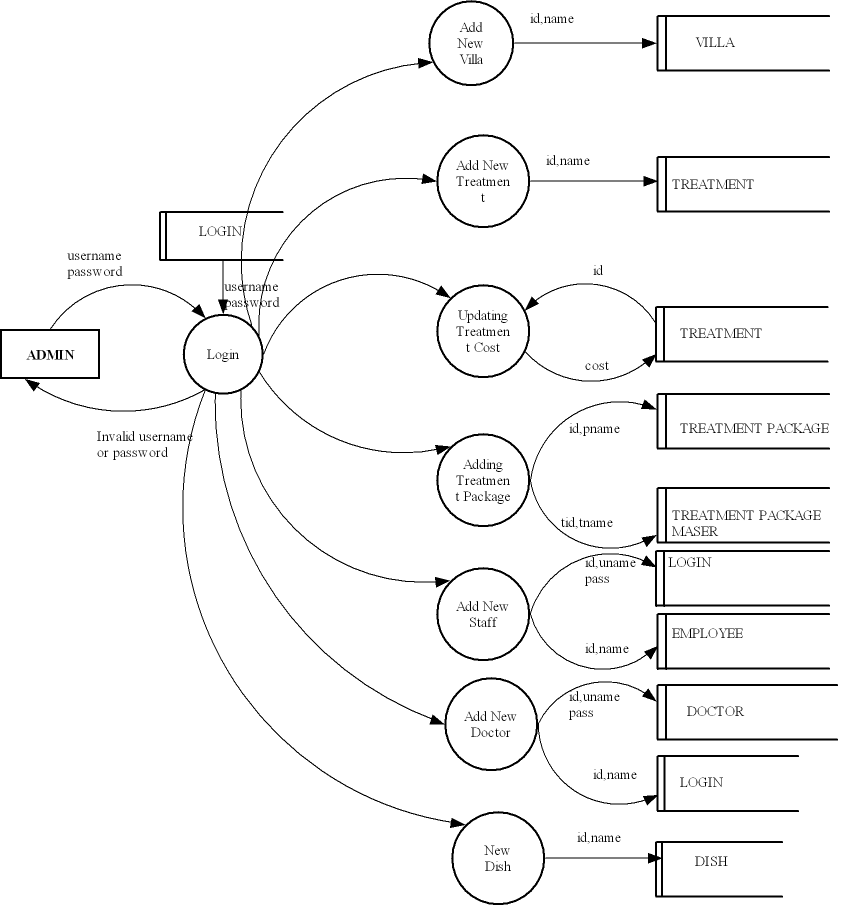 Add
New
Villa
id,name
VILLA
Add New
Treatmen
t
id,name
TREATMENT
LOGIN
username
password
username
password
ADMIN
Login
Invalid username
or password
Updating
Treatmen
t Cost
id
cost
TREATMENT
Adding
Treatmen
t Package
id,pname
TREATMENT PACKAGE
tid,tname
TREATMENT PACKAGE
MASER
Add New
Staff
id,uname
pass
LOGIN
id,name
EMPLOYEE
Add New
Doctor
id,uname
pass
DOCTOR
id,name
LOGIN
New
Dish
id,name
DISH